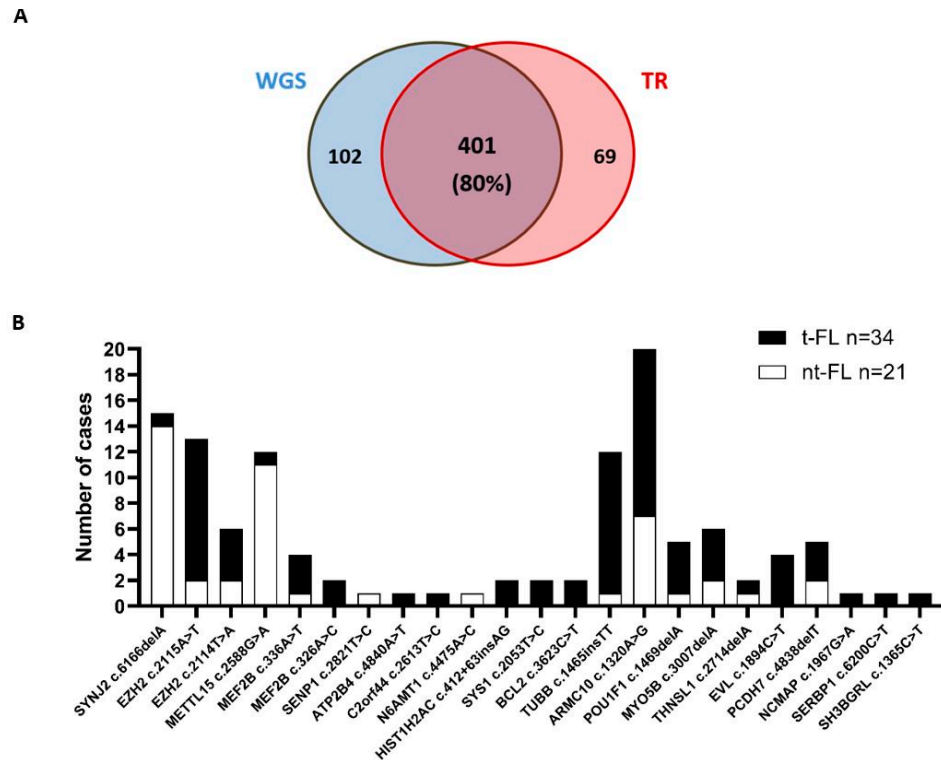 A
WGS
TR
102
401
(80%)
69
B
t-FL n=34
nt-FL n=21
Number of cases
20
18
16
14
12
10
8
6
4
2
0
SYNJ2 c.6166delA
EZH2 c.2115A>T
EZH2 c.2114T>A
METTL15 c.2588G>A
MEF2B c.336A>T
MEF2B c.326A>C
SENP1 c.2821T>C
ATP2B4 c.4840A>T
C2orf44 c.2613T>C
N6AMT1 c.4475A>C
HIST1H2AC c.412+63insAG
SYS1 c.2053T>C
BCL2 c.3623C>T
TUBB c.1465insTT
ARMC10 c.1320A>G
POU1F1 c.1469delA
MYO5B c.3007delA
THNSL1 c.2714delA
EVL c.1894C>T
PCDH7 c.4838delT
NCMAP c.1967G>A
SERBP1 c.6200C>T
SH3BGRL c.1365C>T